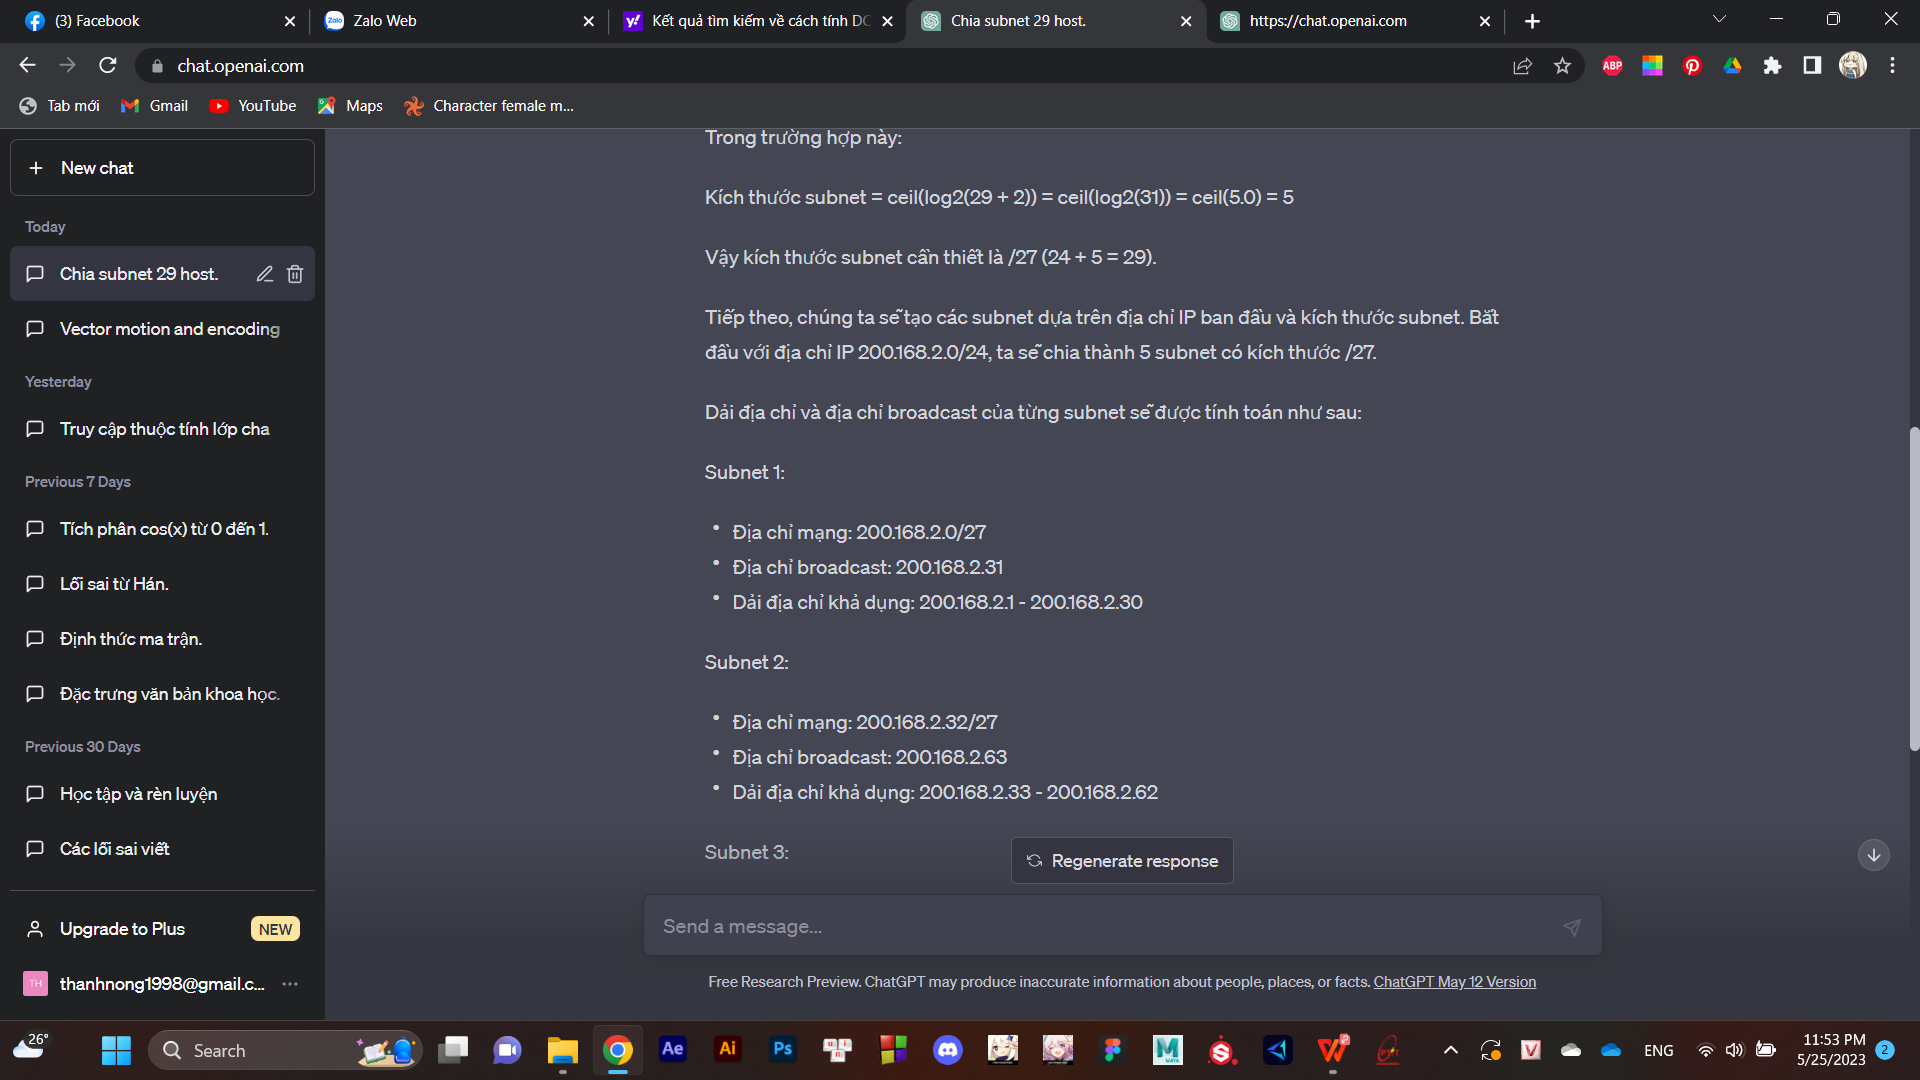 (3) Facebook
Zalo Web
Kết quả tìm kiếm về cách tính DC
Chia subnet 29 host.
https://chat.openai.com
chat.openai.com
ABP
Tab mới
Gmail
YouTube
Maps
Character female m...
New chat
Today
Chia subnet 29 host.
Vector motion and encoding
Yesterday
Truy cập thuộc tính lớp cha
Previous 7 Days
Tích phân cos(x) từ 0 đến 1.
Lỗi sai từ Hán.
Định thức ma trận.
Đặc trưng văn bản khoa học.
Previous 30 Days
Học tập và rèn luyện
Các lỗi sai viết
Upgrade to Plus
NEW
TH
thanhnong1998@gmail.c...
Trong trường hợp này:
Kích thước subnet = ceil(log2(29 + 2)) = ceil(log2(31)) = ceil(5.0) = 5
Vậy kích thước subnet cần thiết là /27 (24 + 5 = 29).
Tiếp theo, chúng ta sẽ tạo các subnet dựa trên địa chỉ IP ban đầu và kích thước subnet. Bắt
đầu với địa chỉ IP 200.168.2.0/24, ta sẽ chia thành 5 subnet có kích thước /27.
Dải địa chỉ và địa chỉ broadcast của từng subnet sẽ được tính toán như sau:
Subnet 1:
• Địa chỉ mạng: 200.168.2.0/27
• Địa chỉ broadcast: 200.168.2.31
• Dải địa chỉ khả dụng: 200.168.2.1 - 200.168.2.30
Subnet 2:
• Địa chỉ mạng: 200.168.2.32/27
• Địa chỉ broadcast: 200.168.2.63
• Dải địa chỉ khả dụng: 200.168.2.33 - 200.168.2.62
Subnet 3:
Regenerate response
Send a message...
Free Research Preview. ChatGPT may produce inaccurate information about people, places, or facts. ChatGPT May 12 Version
26°
Search
Ae
Ai
Ps
ENG
11:53 PM
5/25/2023
2